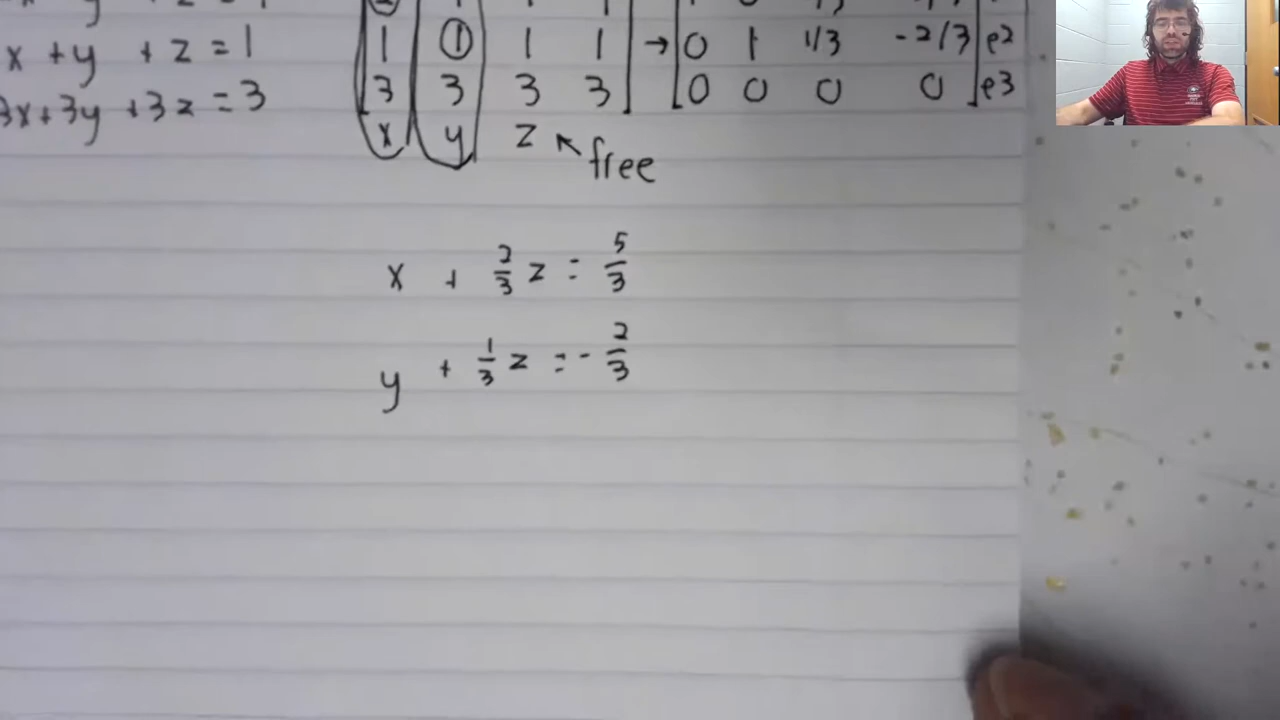 x + y + z = 1
3x + 3y + 3z = 3
1 1 1 1 → 0 1 1/3 -2/3 e2
3 3 3 3 0 0 0 0 e3
x y z ← free
x + 2/3 z = 5/3
y + 1/3 z = - 2/3